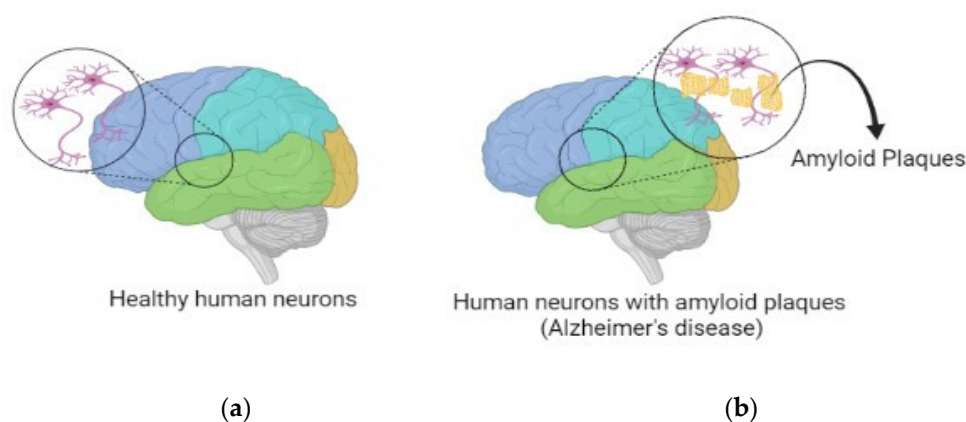 Amyloid Plaques
Healthy human neurons
Human neurons with amyloid plaques
(Alzheimer's disease)
(a)
(b)